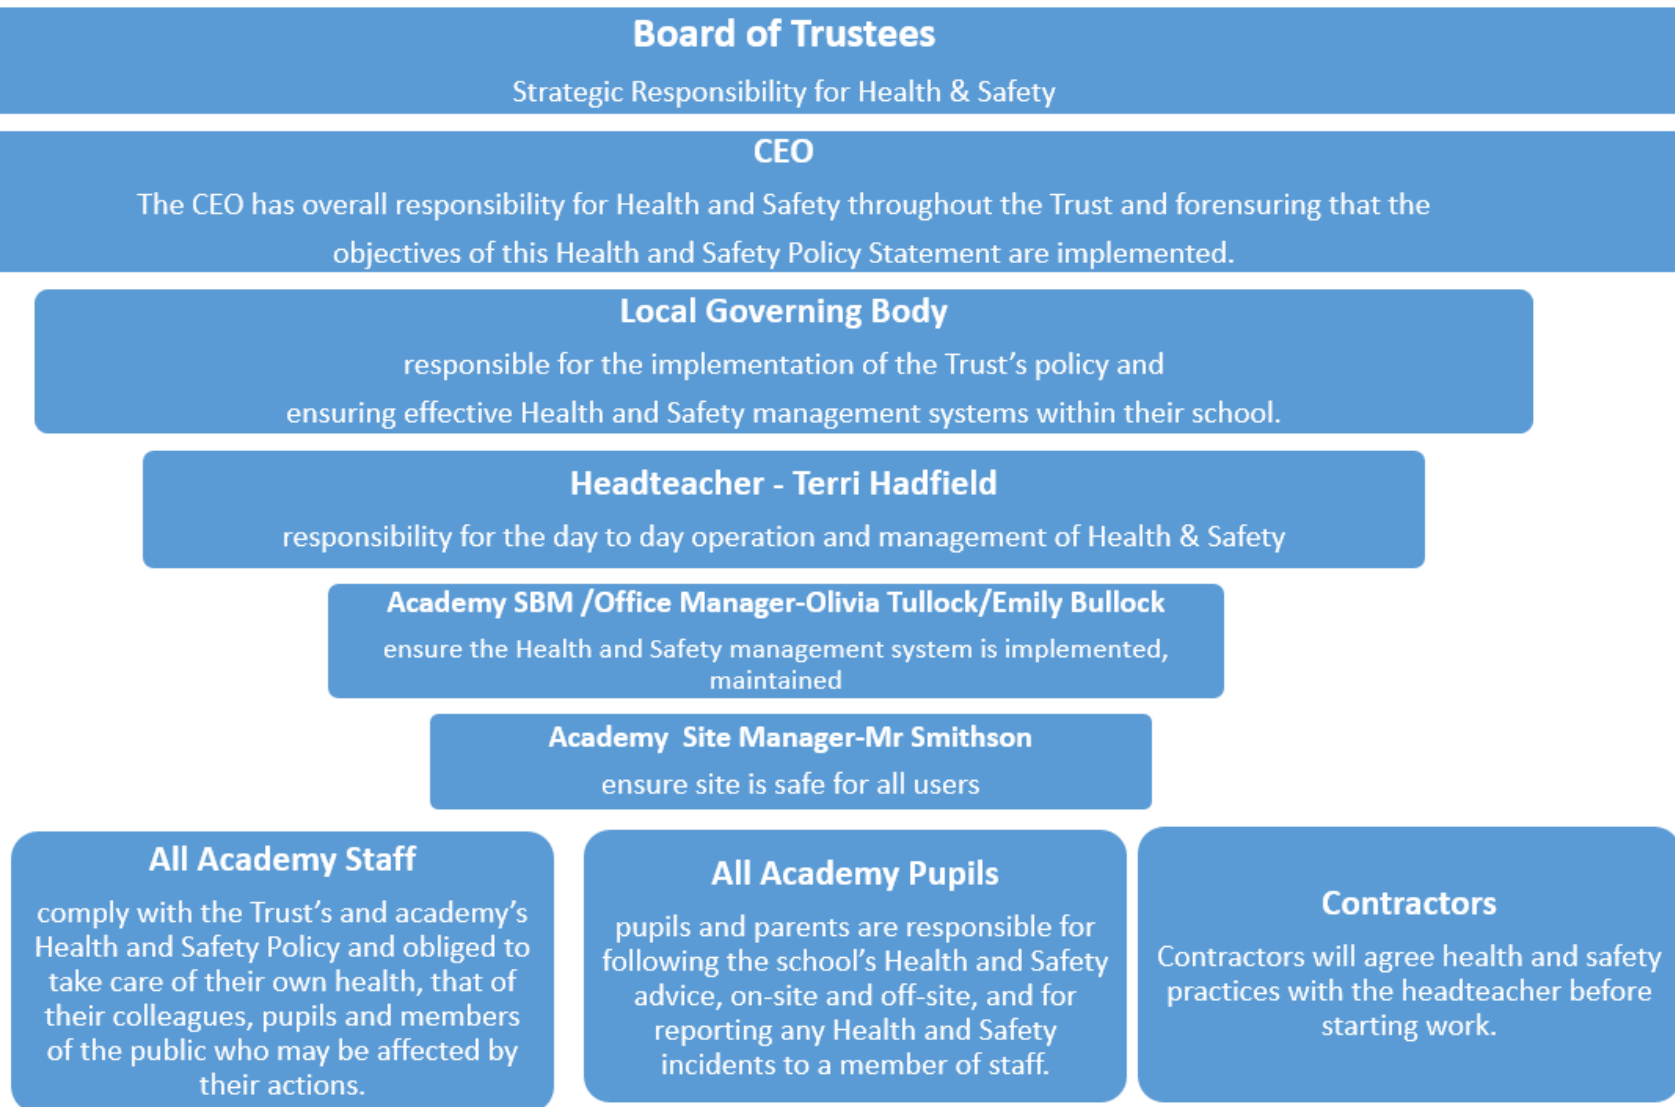 Board of Trustees
Strategic Responsibility for Health & Safety
CEO
The CEO has overall responsibility for Health and Safety throughout the Trust and forensuring that the
objectives of this Health and Safety Policy Statement are implemented.
Local Governing Body
responsible for the implementation of the Trust’s policy and
ensuring effective Health and Safety management systems within their school.
Headteacher - Terri Hadfield
responsibility for the day to day operation and management of Health & Safety
Academy SBM /Office Manager-Olivia Tullock/Emily Bullock
ensure the Health and Safety management system is implemented,
maintained
Academy  Site Manager-Mr Smithson
ensure site is safe for all users
All Academy Staff
comply with the Trust’s and academy’s
Health and Safety Policy and obliged to
take care of their own health, that of
their colleagues, pupils and members
of the public who may be affected by
their actions.
All Academy Pupils
pupils and parents are responsible for
following the school’s Health and Safety
advice, on-site and off-site, and for
reporting any Health and Safety
incidents to a member of staff.
Contractors
Contractors will agree health and safety
practices with the headteacher before
starting work.